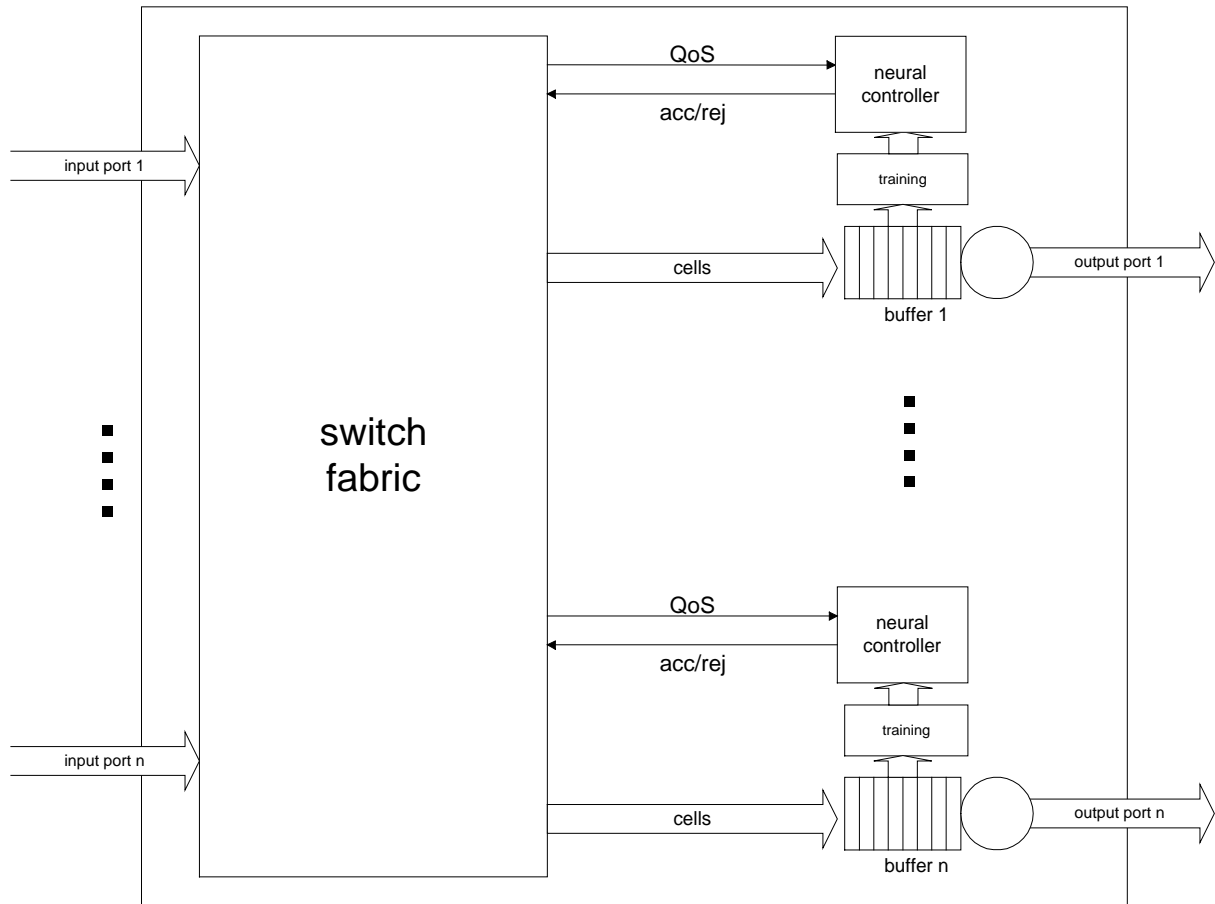 QoS
neural
controller
acc/rej
input port 1
training
cells
output port 1
buffer 1
switch
fabric
QoS
neural
controller
acc/rej
training
input port n
cells
output port n
buffer n